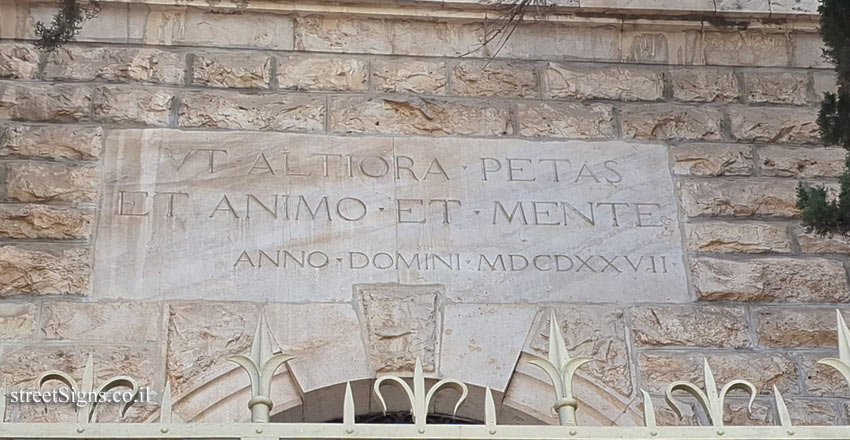 VT ALTIORA · PETAS
ET ANIMO · ET · MENTE
ANNO · DOMINI · MDCDXXVII ·
streetSigns.co.il